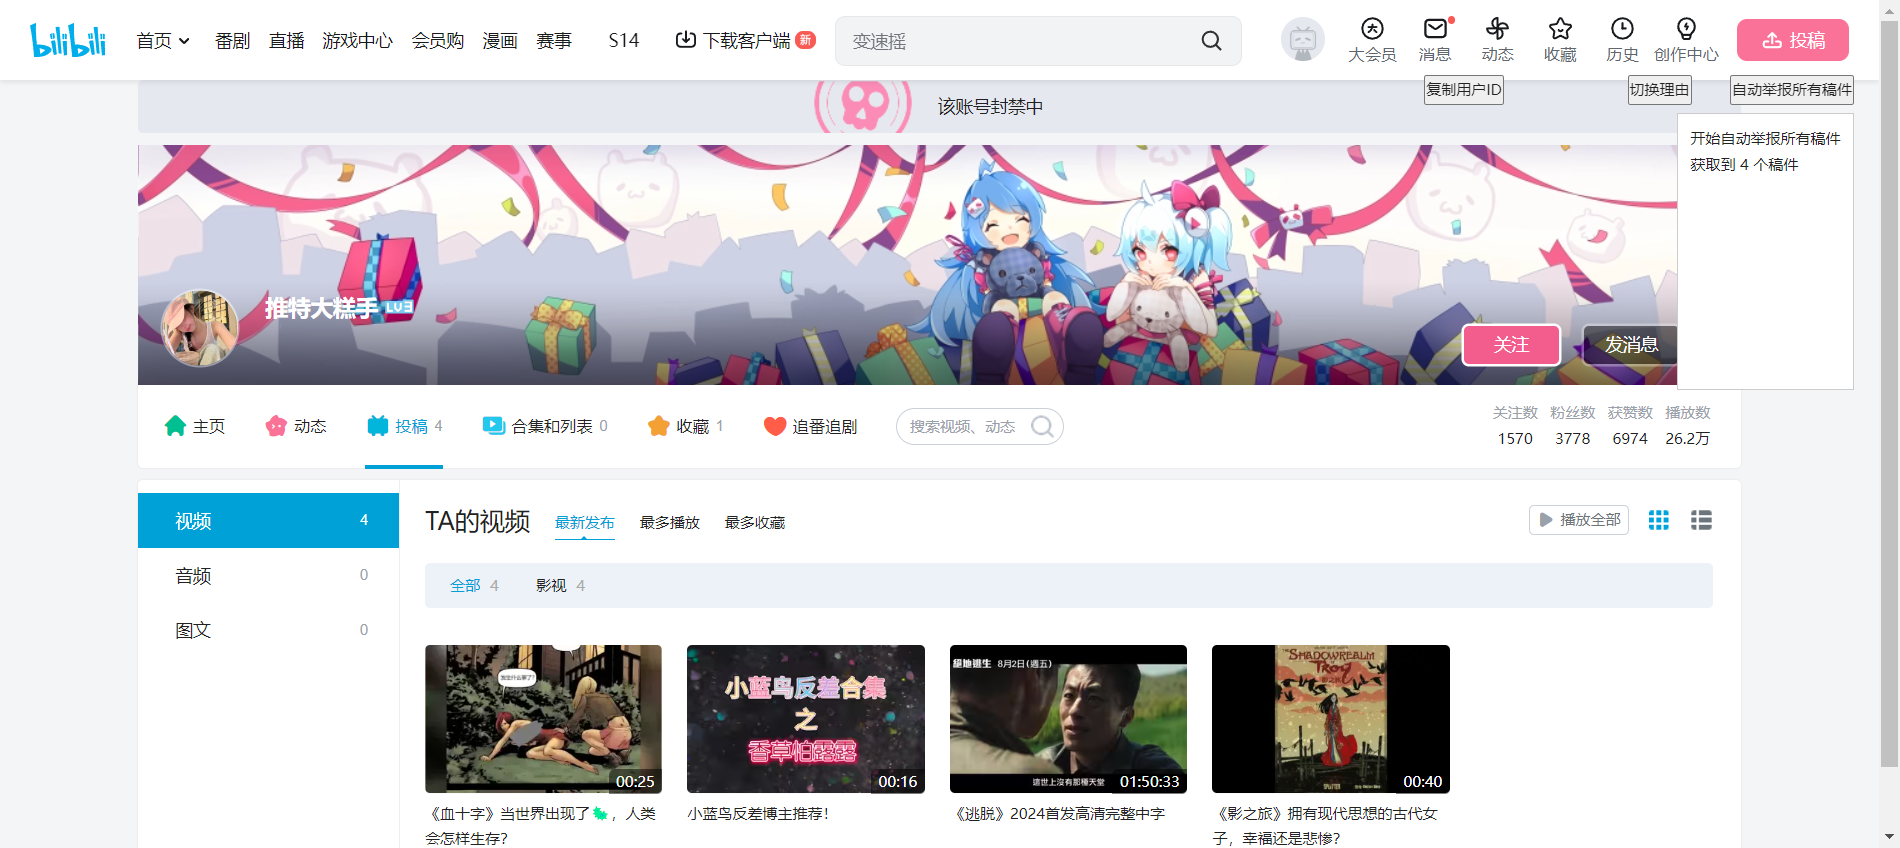 bilibili
首页
番剧
直播
游戏中心
会员购
漫画
赛事
S14
下载客户端
新
变速摇
大会员
消息
动态
收藏
历史
创作中心
投稿
复制用户ID
切换理由
自动举报所有稿件
该账号封禁中
开始自动举报所有稿件
获取到 4 个稿件
推特大糕手 LV3
关注
发消息
主页
动态
投稿 4
合集和列表 0
收藏 1
追番追剧
搜索视频、动态
关注数 粉丝数 获赞数 播放数
1570 3778 6974 26.2万
视频 4
音频 0
图文 0
TA的视频
最新发布
最多播放
最多收藏
播放全部
全部 4
影视 4
00:25
小蓝鸟反差合集
之
香草怕露露
00:16
絕地逃生 8月2日(週五)
這世上沒有那種天堂
01:50:33
SHADOWREALM
TROY
00:40
《血十字》当世界出现了🦠，人类
会怎样生存？
小蓝鸟反差博主推荐！
《逃脱》2024首发高清完整中字
《影之旅》拥有现代思想的古代女
子，幸福还是悲惨？